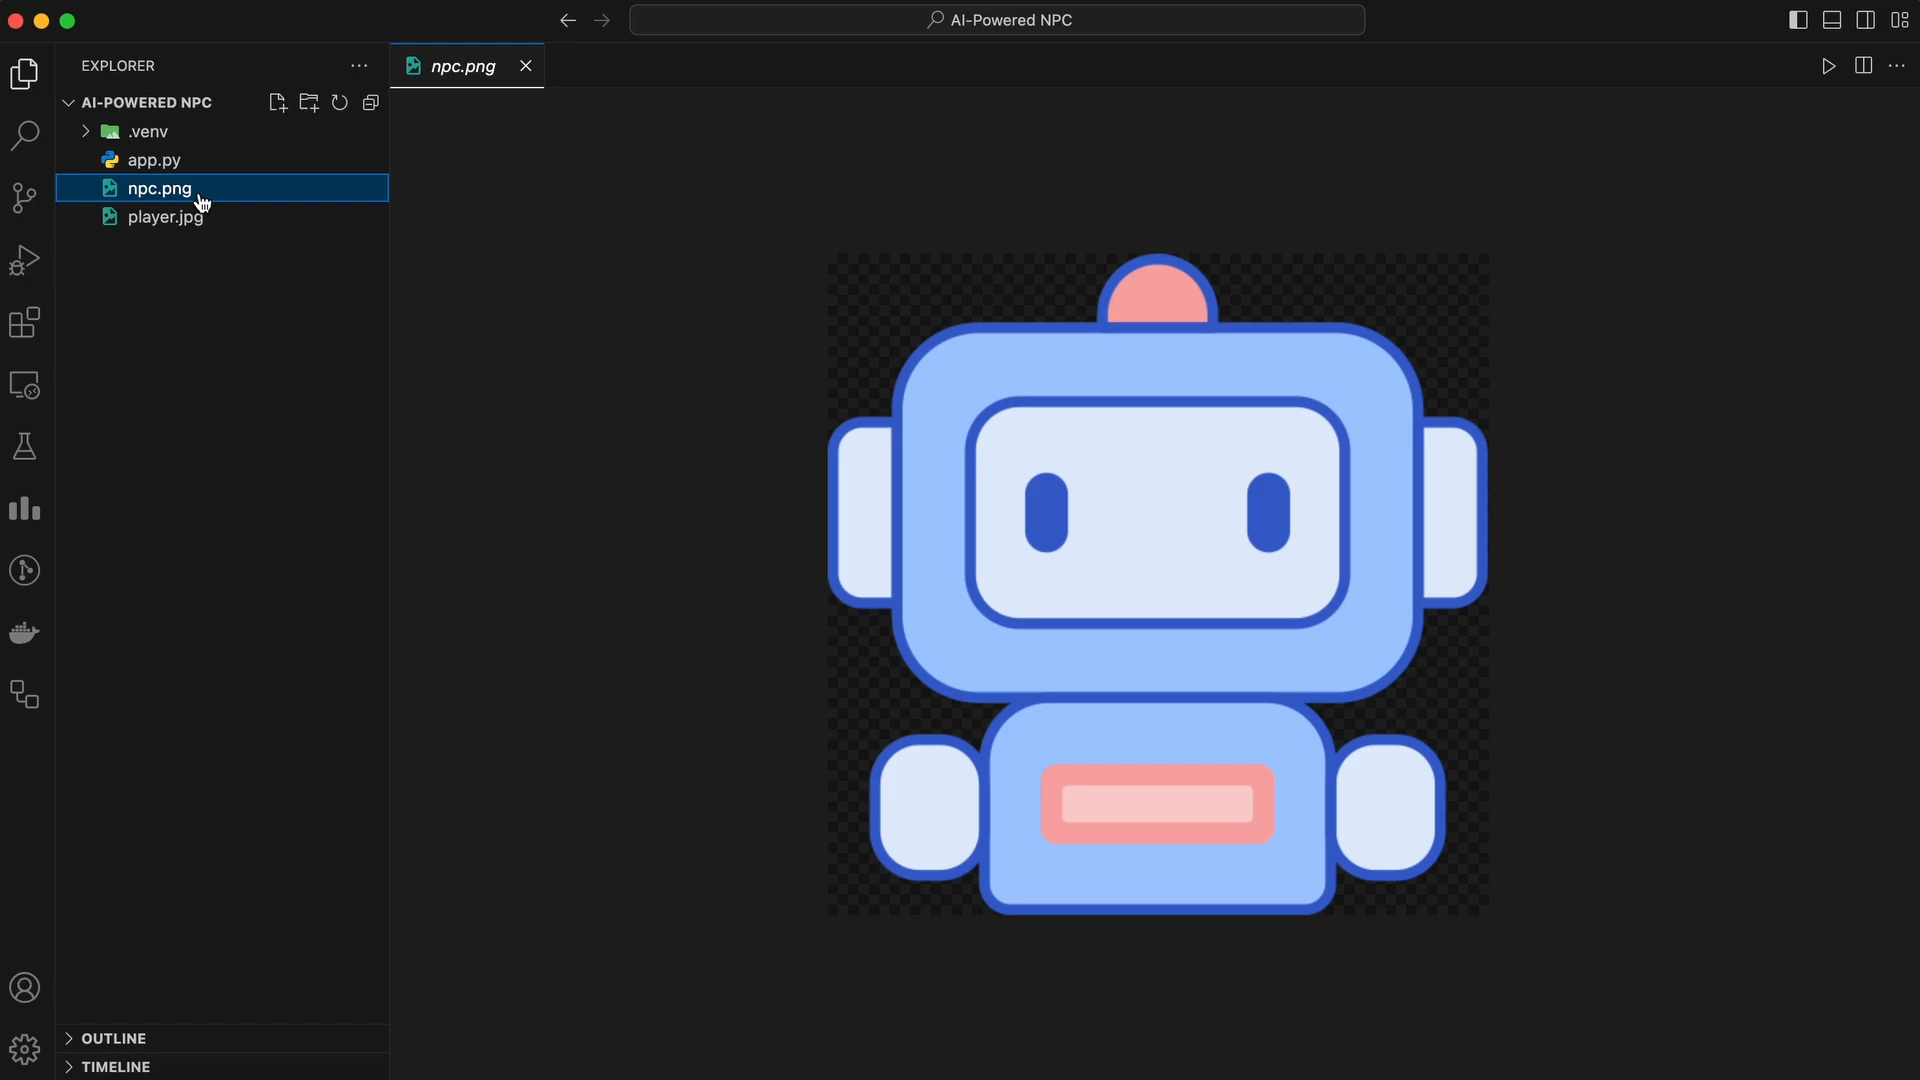 AI-Powered NPC
EXPLORER
npc.png
AI-POWERED NPC
.venv
app.py
npc.png
player.jpg
OUTLINE
TIMELINE